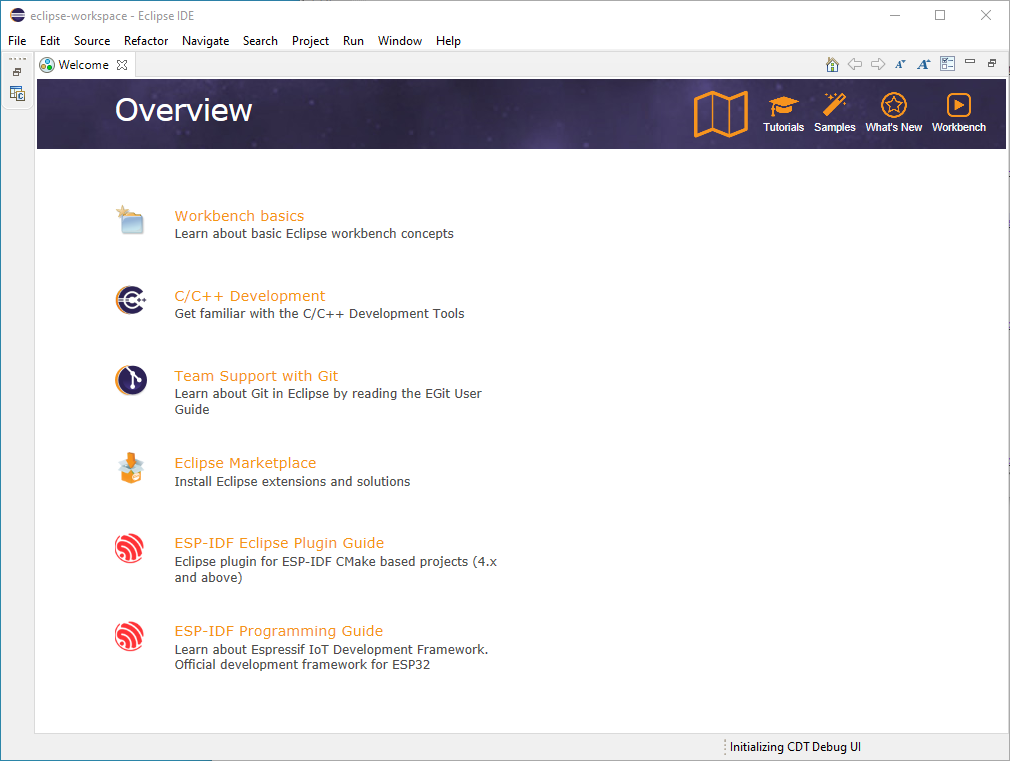 eclipse-workspace - Eclipse IDE
File Edit Source Refactor Navigate Search Project Run Window Help
Welcome
Overview
Tutorials Samples What's New Workbench
Workbench basics
Learn about basic Eclipse workbench concepts
C/C++ Development
Get familiar with the C/C++ Development Tools
Team Support with Git
Learn about Git in Eclipse by reading the EGit User
Guide
Eclipse Marketplace
Install Eclipse extensions and solutions
ESP-IDF Eclipse Plugin Guide
Eclipse plugin for ESP-IDF CMake based projects (4.x
and above)
ESP-IDF Programming Guide
Learn about Espressif IoT Development Framework.
Official development framework for ESP32
Initializing CDT Debug UI